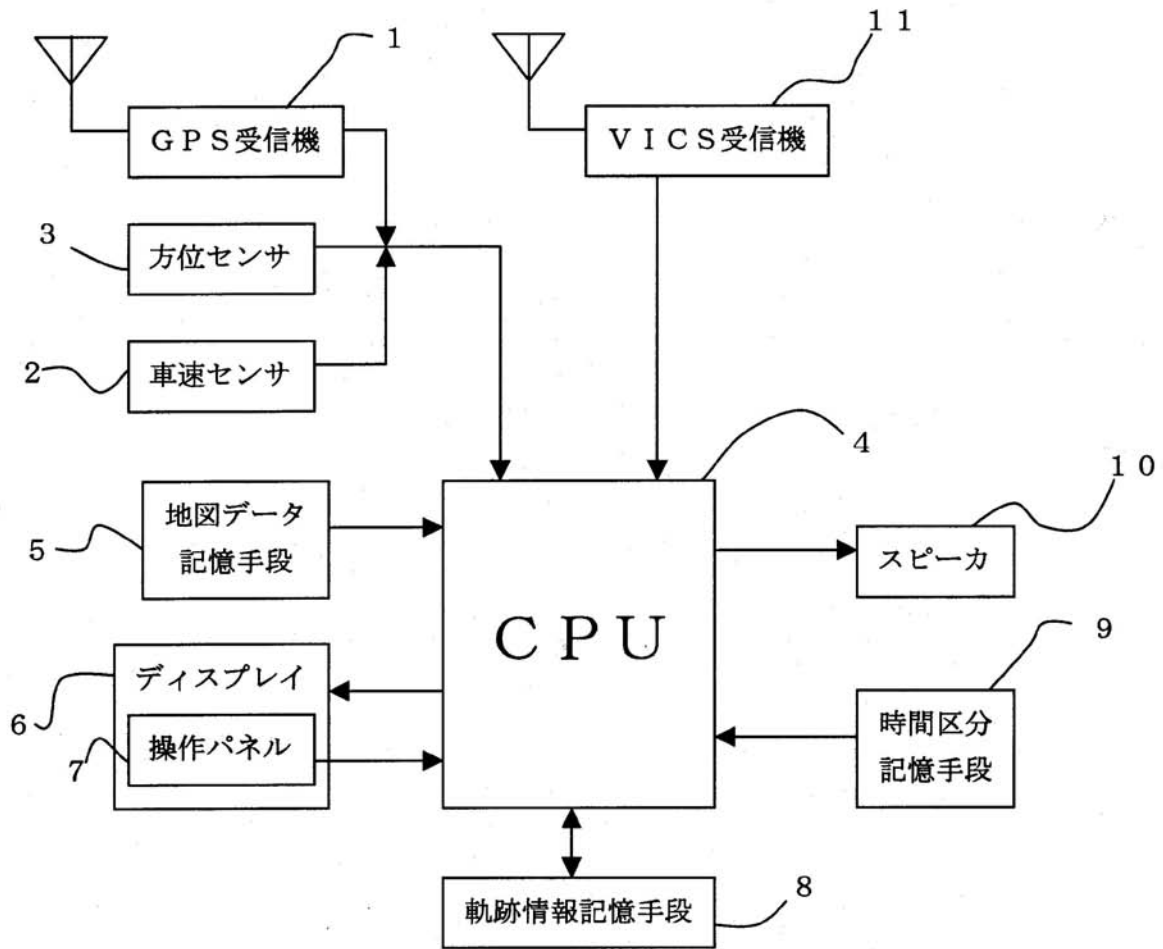 １
１１
ＧＰＳ受信機
ＶＩＣＳ受信機
３
方位センサ
２
車速センサ
４
１０
５
地図データ
記憶手段
ＣＰＵ
スピーカ
９
６
ディスプレイ
７
操作パネル
時間区分
記憶手段
８
軌跡情報記憶手段